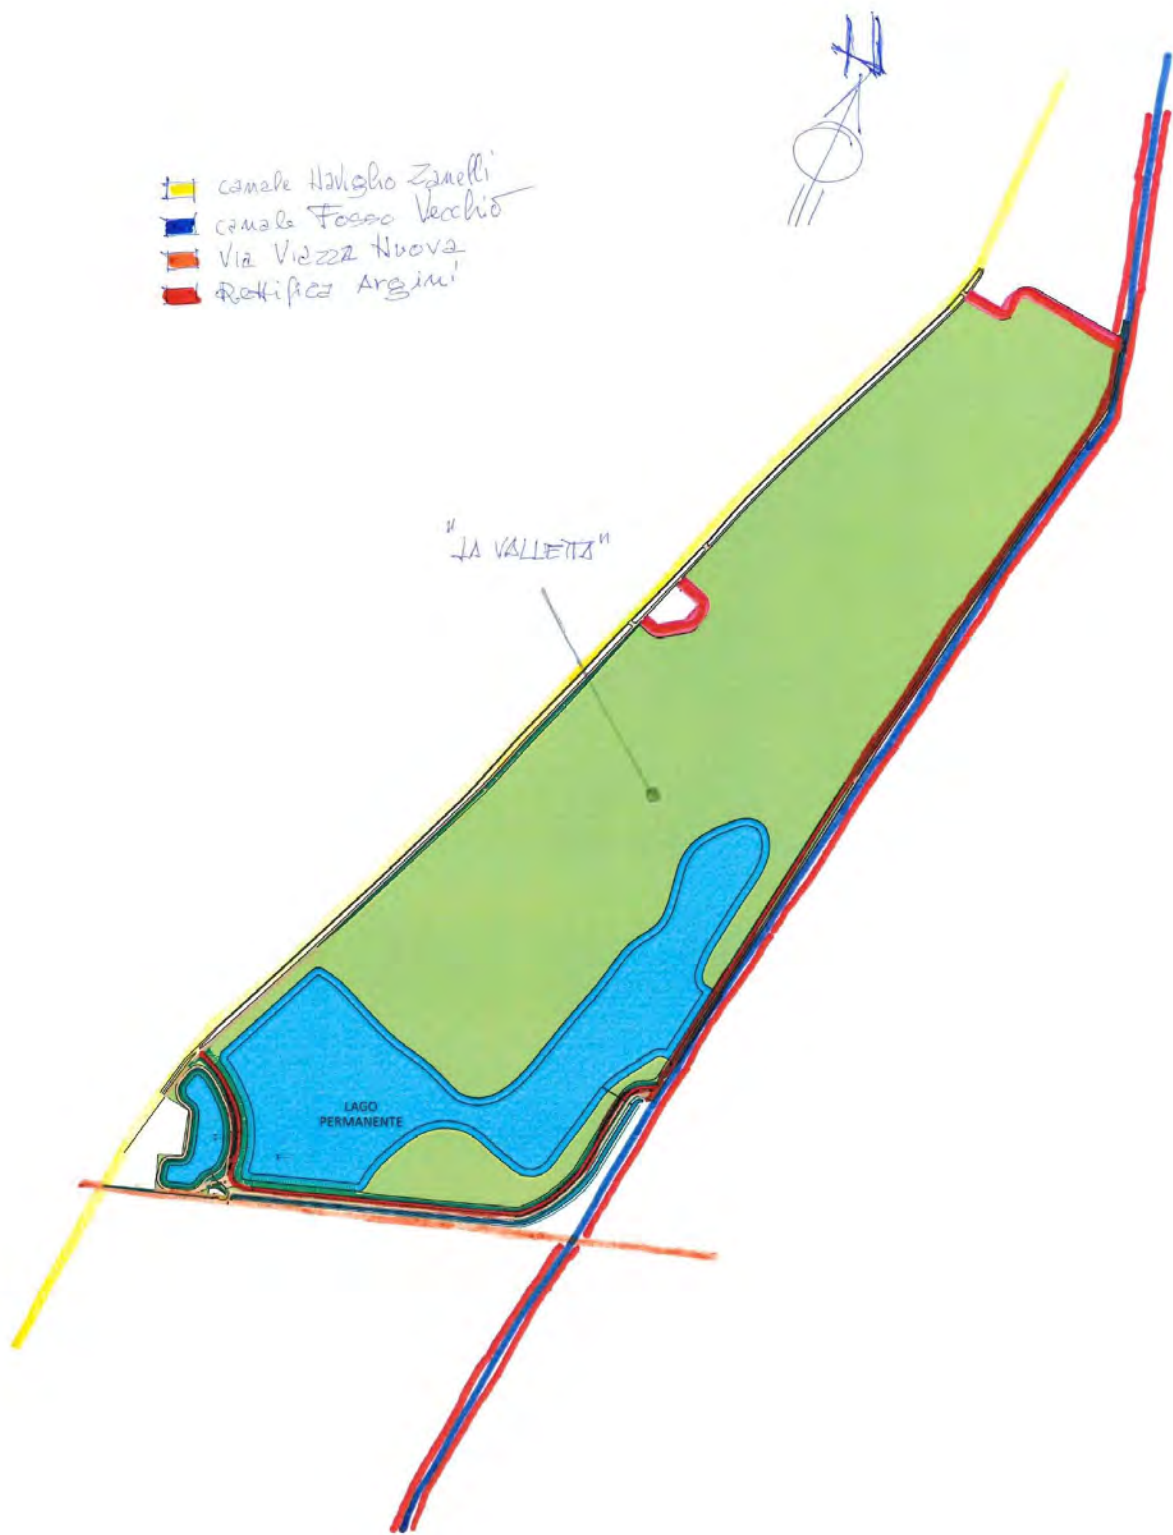 N
canale Naviglio Zanelli
canale Fosso Vecchio
Via Viazza Nuova
Rettifica Argini
"LA VALLETTA"
LAGO
PERMANENTE